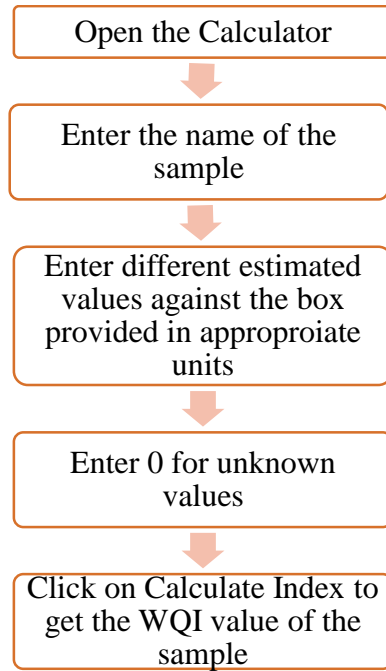 Open the Calculator
Enter the name of the
sample
Enter different estimated
values against the box
provided in approproiate
units
Enter 0 for unknown
values
Click on Calculate Index to
get the WQI value of the
sample